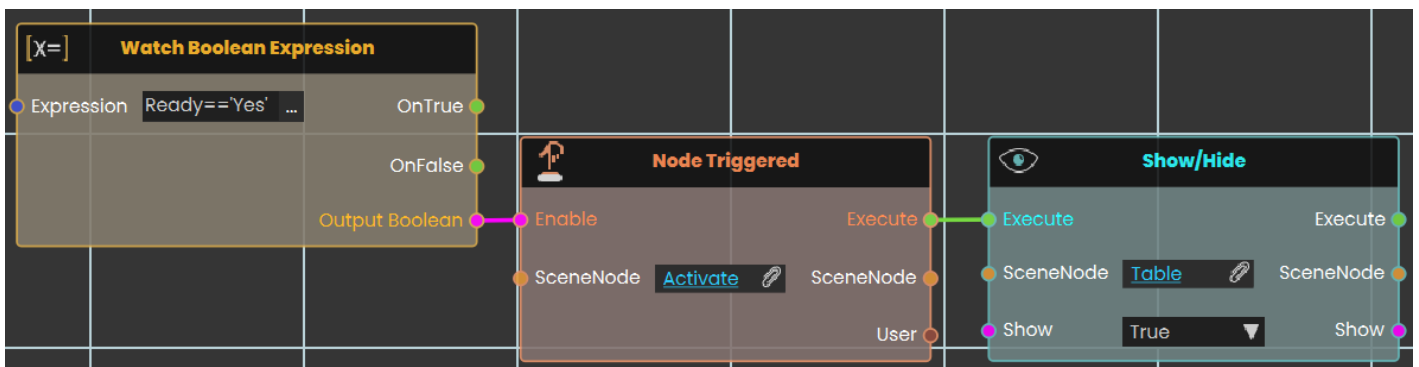 [x=] Watch Boolean Expression
Expression Ready=='Yes' ... OnTrue
OnFalse
Output Boolean
Node Triggered
Enable Execute
SceneNode Activate SceneNode
User
Show/Hide
Execute Execute
SceneNode Table SceneNode
Show True Show